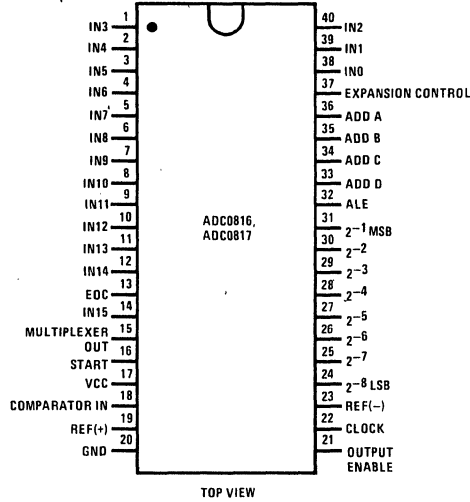 1 IN3
2 IN4
3 IN5
4 IN6
5 IN7
6 IN8
7 IN9
8 IN10
9 IN11
10 IN12
11 IN13
12 IN14
13 EOC
14 IN15
15 MULTIPLEXER OUT
16 START
17 VCC
18 COMPARATOR IN
19 REF(+)
20 GND
ADC0816,
ADC0817
40 IN2
39 IN1
38 IN0
37 EXPANSION CONTROL
36 ADD A
35 ADD B
34 ADD C
33 ADD D
32 ALE
31 2−1 MSB
30 2−2
29 2−3
28 2−4
27 2−5
26 2−6
25 2−7
24 2−8 LSB
23 REF(−)
22 CLOCK
21 OUTPUT
ENABLE
TOP VIEW